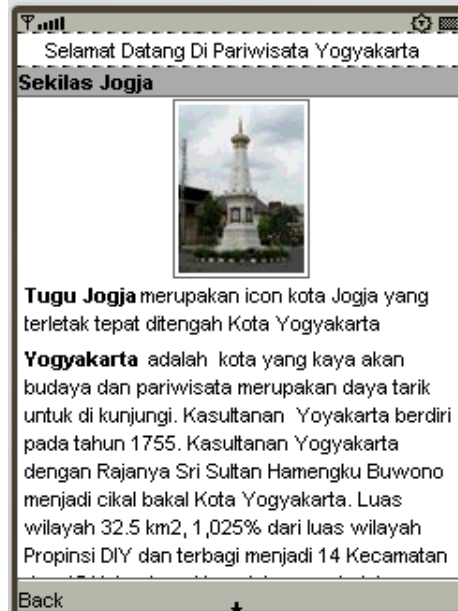 Selamat Datang Di Pariwisata Yogyakarta
Sekilas Jogja
Tugu Jogja merupakan icon kota Jogja yang
terletak tepat ditengah Kota Yogyakarta
Yogyakarta adalah kota yang kaya akan
budaya dan pariwisata merupakan daya tarik
untuk di kunjungi. Kasultanan Yoyakarta berdiri
pada tahun 1755. Kasultanan Yogyakarta
dengan Rajanya Sri Sultan Hamengku Buwono
menjadi cikal bakal Kota Yogyakarta. Luas
wilayah 32.5 km2, 1,025% dari luas wilayah
Propinsi DIY dan terbagi menjadi 14 Kecamatan
Back